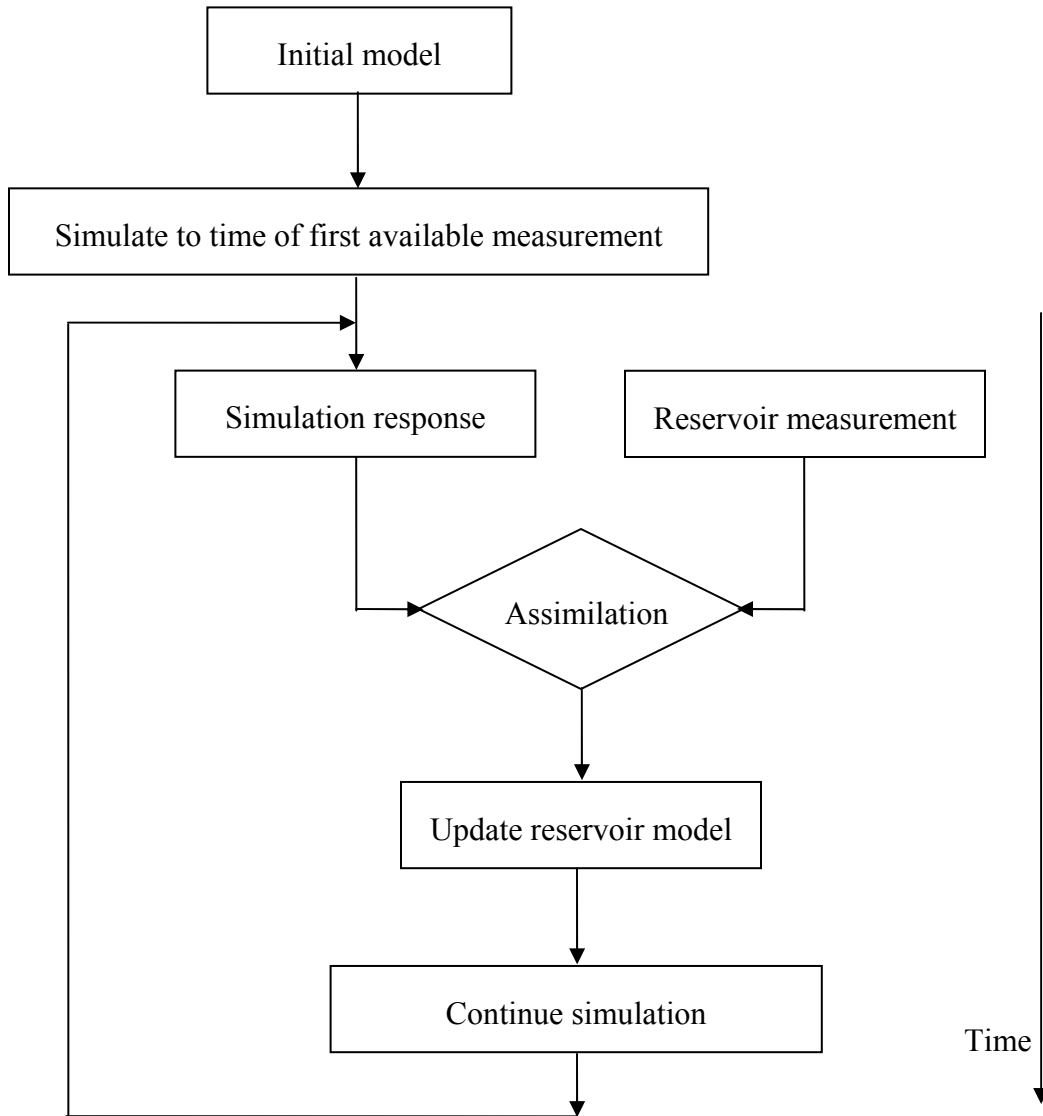 Initial model
Simulate to time of first available measurement
Simulation response
Reservoir measurement
Assimilation
Update reservoir model
Continue simulation
Time